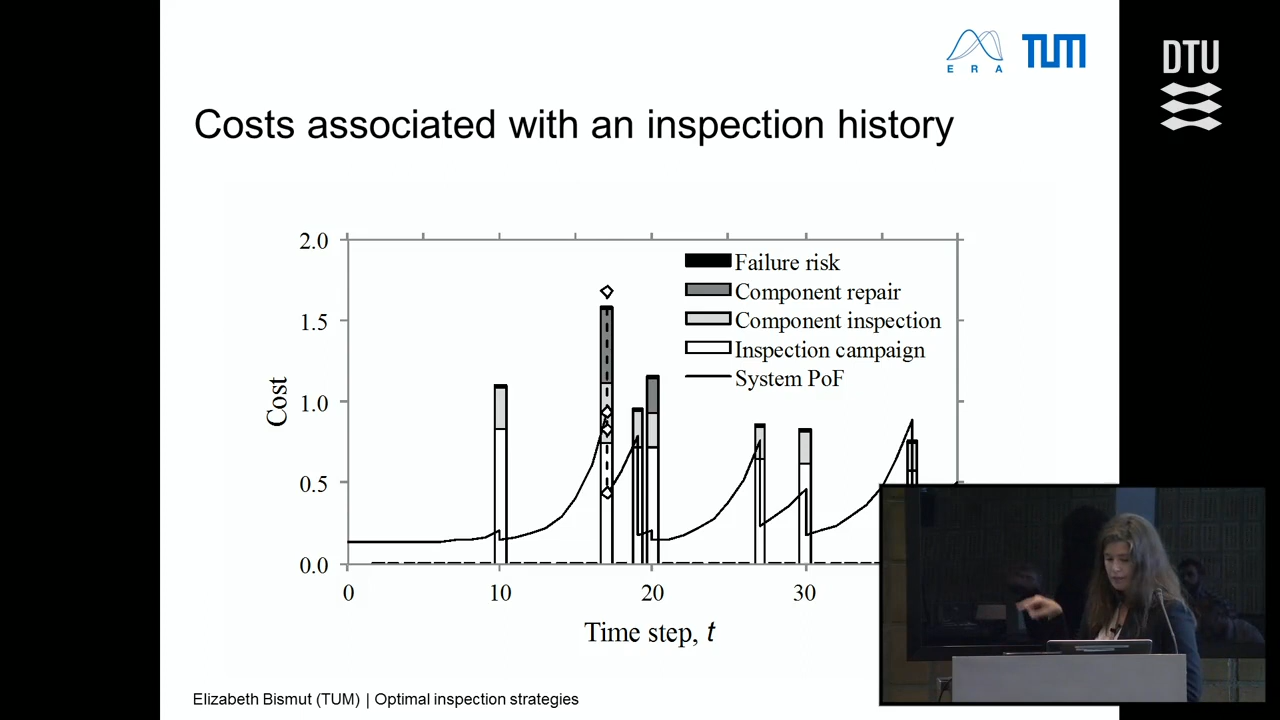 E R A
TUM
DTU
Costs associated with an inspection history
2.0
1.5
1.0
0.5
0.0
Cost
Failure risk
Component repair
Component inspection
Inspection campaign
System PoF
0 10 20 30
Time step, t
Elizabeth Bismut (TUM) | Optimal inspection strategies